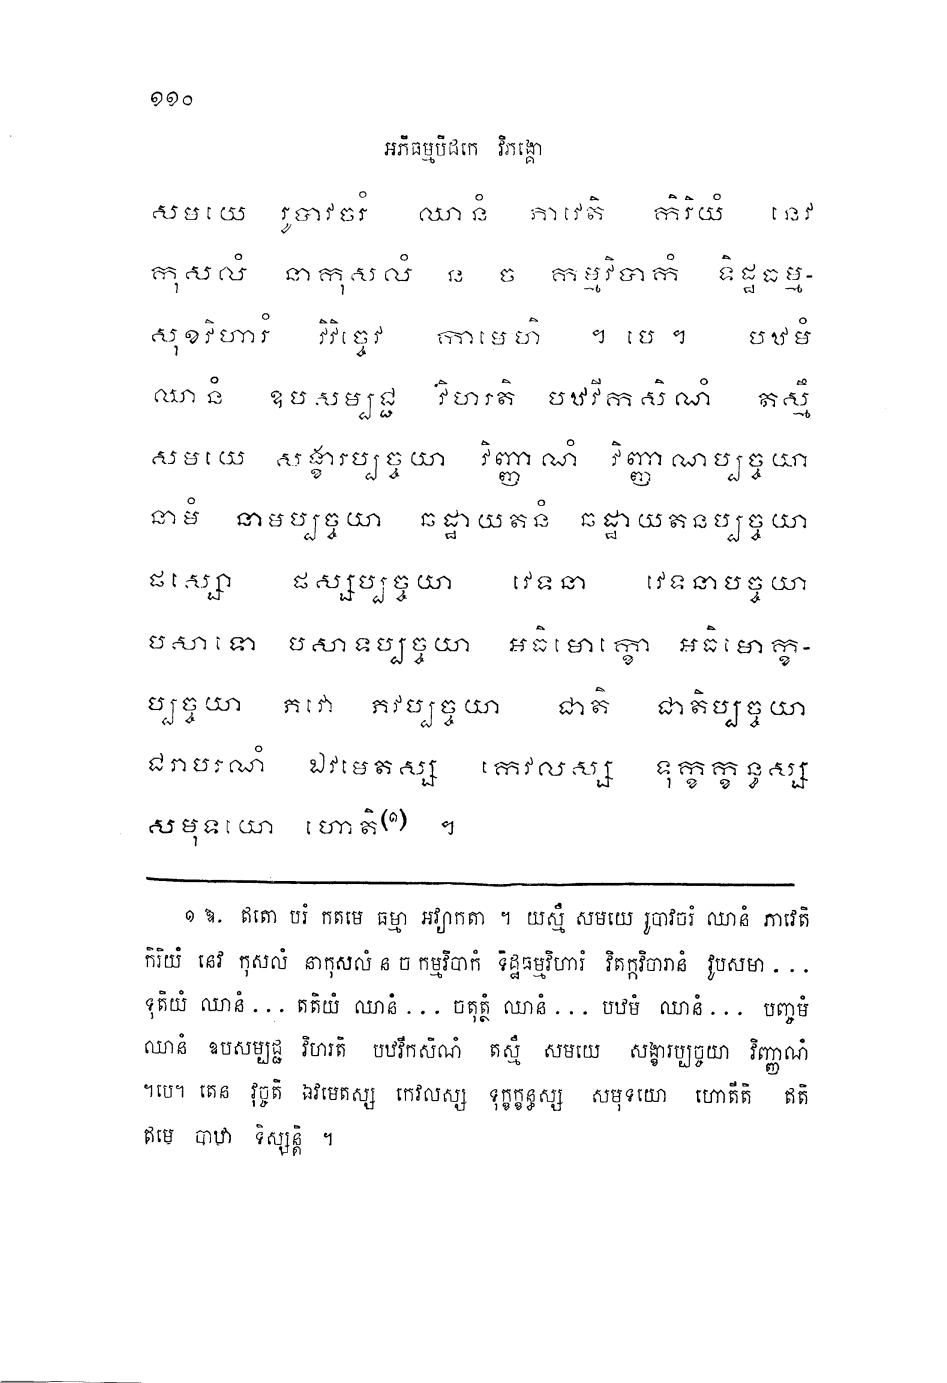 ១១០
អភិធម្មបិដកេ វិភង្គោ
សមយេ រូបាវចរំ ឈានំ ភាវេតិ កិរិយំ នេវ
កុសលំ នាកុសលំ ន ច កម្មវិបាកំ ទិដ្ឋធម្ម-
សុខវិហារំ វិវិច្ចេវ កាមេហិ ។ បេ ។ បឋមំ
ឈានំ ឧបសម្បជ្ជ វិហរតិ បឋវីកសិណំ តស្មឹ
សមយេ សង្ខារប្បច្ចយា វិញ្ញាណំ វិញ្ញាណប្បច្ចយា
នាមំ នាមប្បច្ចយា ឆដ្ឋាយតនំ ឆដ្ឋាយតនប្បច្ចយា
ផស្សោ ផស្សប្បច្ចយា វេទនា វេទនាបច្ចយា
បសាទោ បសាទប្បច្ចយា អធិមោក្ខោ អធិមោក្ខ-
ប្បច្ចយា ភវោ ភវប្បច្ចយា ជាតិ ជាតិប្បច្ចយា
ជរាមរណំ ឯវមេតស្ស កេវលស្ស ទុក្ខក្ខន្ធស្ស
សមុទយោ ហោតិ(១) ។
១ ឱ. ឥតោ បរំ កតមេ ធម្មា អព្យាកតា ។ យស្មឹ សមយេ រូបាវចរំ ឈានំ ភាវេតិ
កិរិយំ នេវ កុសលំ នាកុសលំ ន ច កម្មវិបាកំ ទិដ្ឋធម្មវិហារំ វិតក្កវិចារានំ វូបសមា . . .
ទុតិយំ ឈានំ . . . តតិយំ ឈានំ . . . ចតុត្ថំ ឈានំ . . . បឋមំ ឈានំ . . . បញ្ចមំ
ឈានំ ឧបសម្បជ្ជ វិហរតិ បឋវីកសិណំ តស្មឹ សមយេ សង្ខារប្បច្ចយា វិញ្ញាណំ
។បេ។ តេន វុច្ចតិ ឯវមេតស្ស កេវលស្ស ទុក្ខក្ខន្ធស្ស សមុទយោ ហោតីតិ ឥតិ
ឥមេ បាឋា ទិស្សន្តិ ។